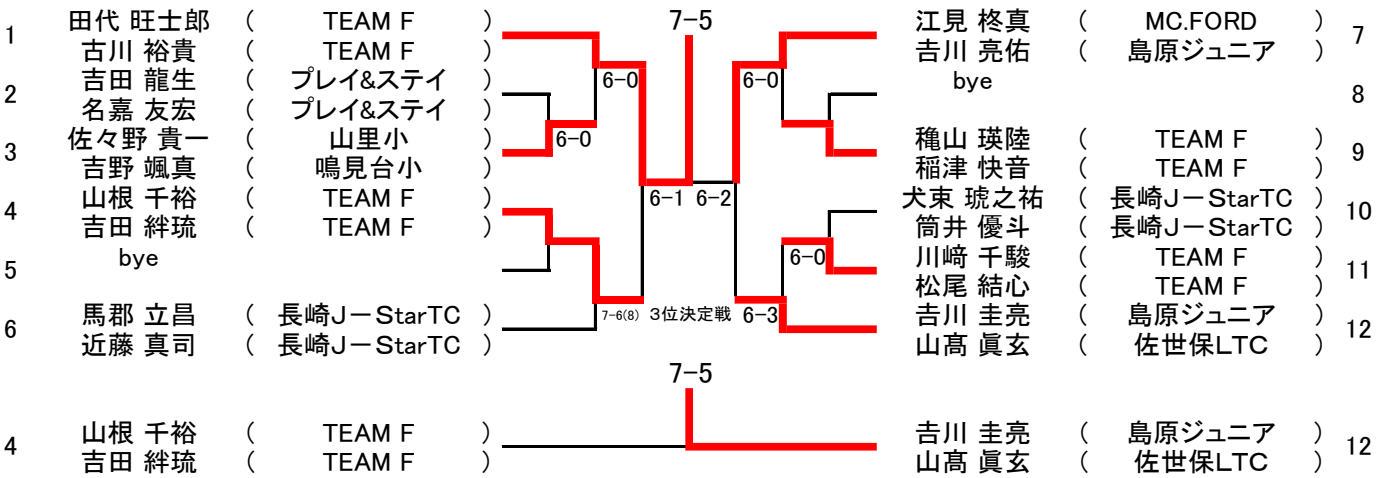 7-5
1 田代 旺士郎 ( TEAM F )
古川 裕貴 ( TEAM F )
2 吉田 龍生 ( プレイ&ステイ )
名嘉 友宏 ( プレイ&ステイ )
3 佐々野 貴一 ( 山里小 )
吉野 颯真 ( 鳴見台小 )
4 山根 千裕 ( TEAM F )
吉田 絆琉 ( TEAM F )
5 bye
6 馬郡 立昌 ( 長崎J-StarTC )
近藤 真司 ( 長崎J-StarTC )
6-0
6-0
6-1
7-6(8)
3位決定戦
6-0
6-2
6-0
6-3
江見 柊真 ( MC.FORD ) 7
𠮷川 亮佑 ( 島原ジュニア )
bye 8
穐山 瑛陸 ( TEAM F ) 9
稲津 快音 ( TEAM F )
犬束 琥之祐 ( 長崎J-StarTC ) 10
筒井 優斗 ( 長崎J-StarTC )
川﨑 千駿 ( TEAM F ) 11
松尾 結心 ( TEAM F )
𠮷川 圭亮 ( 島原ジュニア ) 12
山髙 眞玄 ( 佐世保LTC )
7-5
4 山根 千裕 ( TEAM F )
吉田 絆琉 ( TEAM F )
𠮷川 圭亮 ( 島原ジュニア ) 12
山髙 眞玄 ( 佐世保LTC )